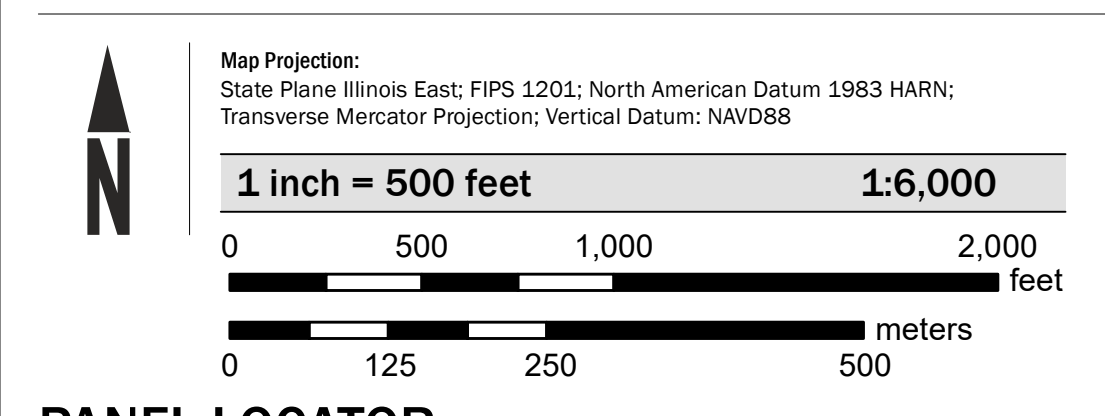 Map Projection:
State Plane Illinois East; FIPS 1201; North American Datum 1983 HARN;
Transverse Mercator Projection; Vertical Datum: NAVD88
N
1 inch = 500 feet 1:6,000
0 500 1,000 2,000
feet
meters
0 125 250 500
PANEL LOCATOR